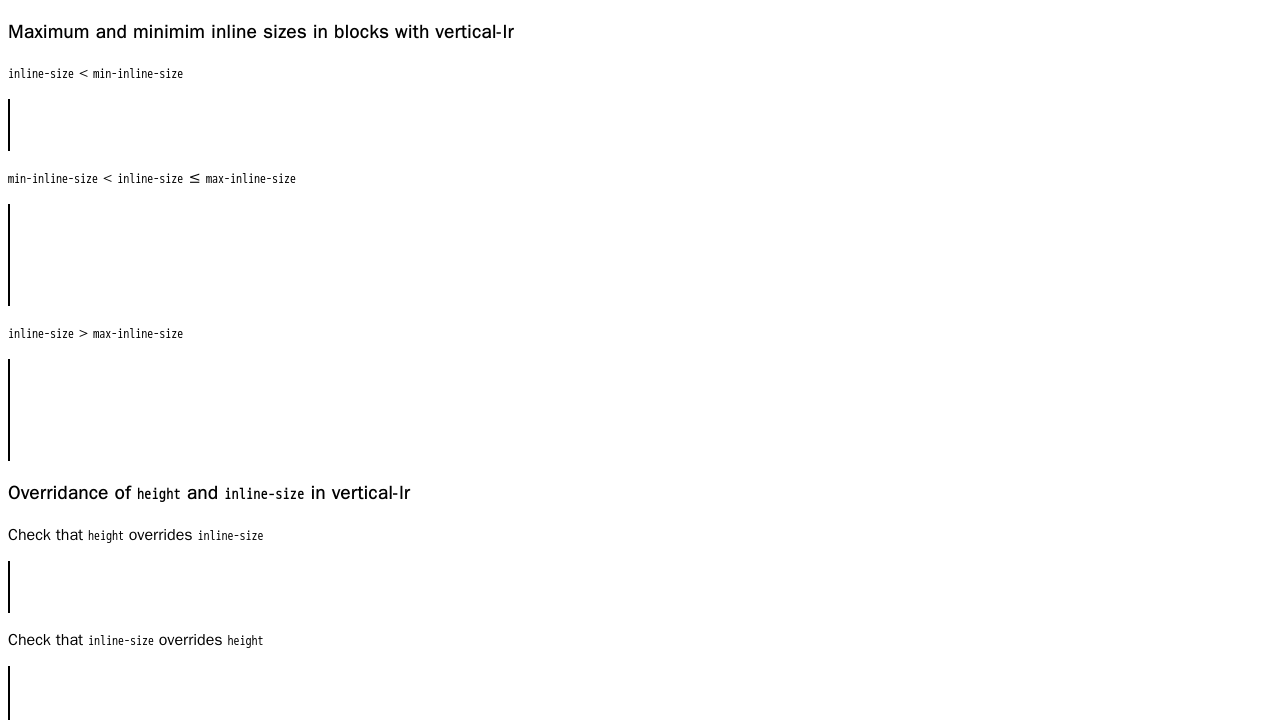 Maximum and minimim inline sizes in blocks with vertical-lr
inline-size < min-inline-size
min-inline-size < inline-size ≤ max-inline-size
inline-size > max-inline-size
Overridance of height and inline-size in vertical-lr
Check that height overrides inline-size
Check that inline-size overrides height